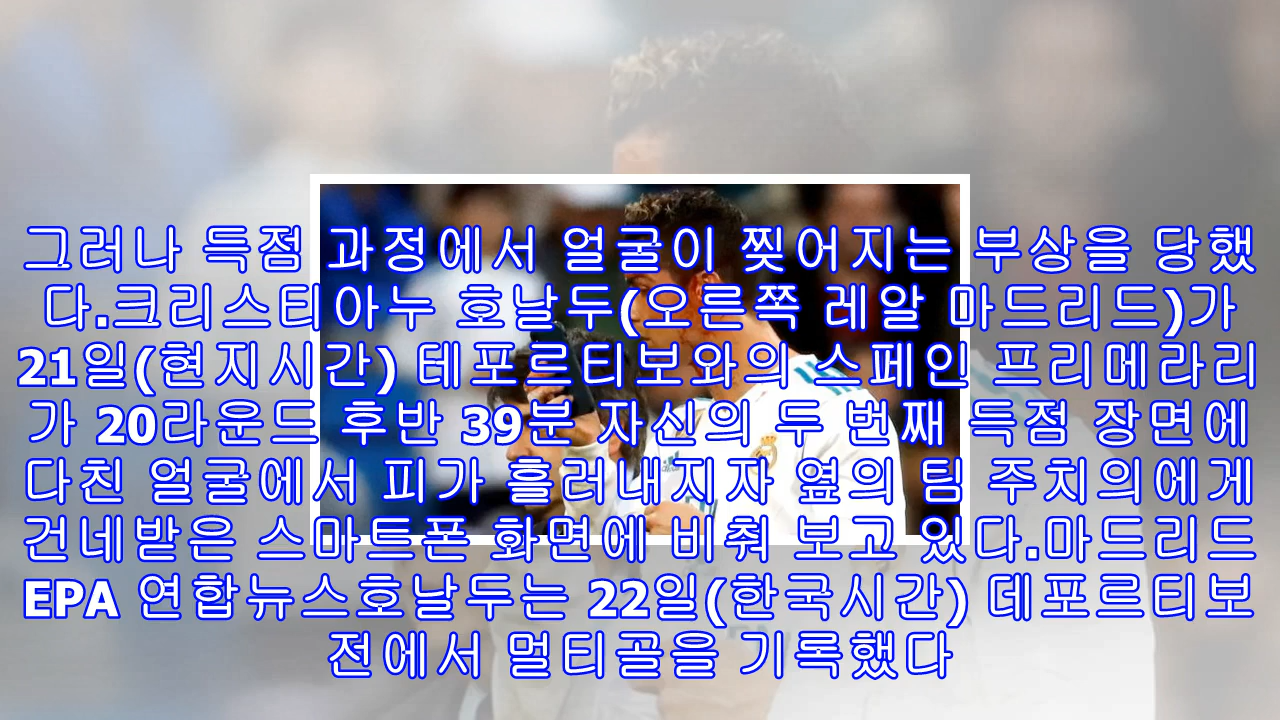 그러나 득점 과정에서 얼굴이 찢어지는 부상을 당했
다.크리스티아누 호날두(오른쪽 레알 마드리드)가
21일(현지시간) 데포르티보와의 스페인 프리메라리
가 20라운드 후반 39분 자신의 두 번째 득점 장면에
다친 얼굴에서 피가 흘러내지자 옆의 팀 주치의에게
건네받은 스마트폰 화면에 비춰 보고 있다.마드리드
EPA 연합뉴스호날두는 22일(한국시간) 데포르티보
전에서 멀티골을 기록했다